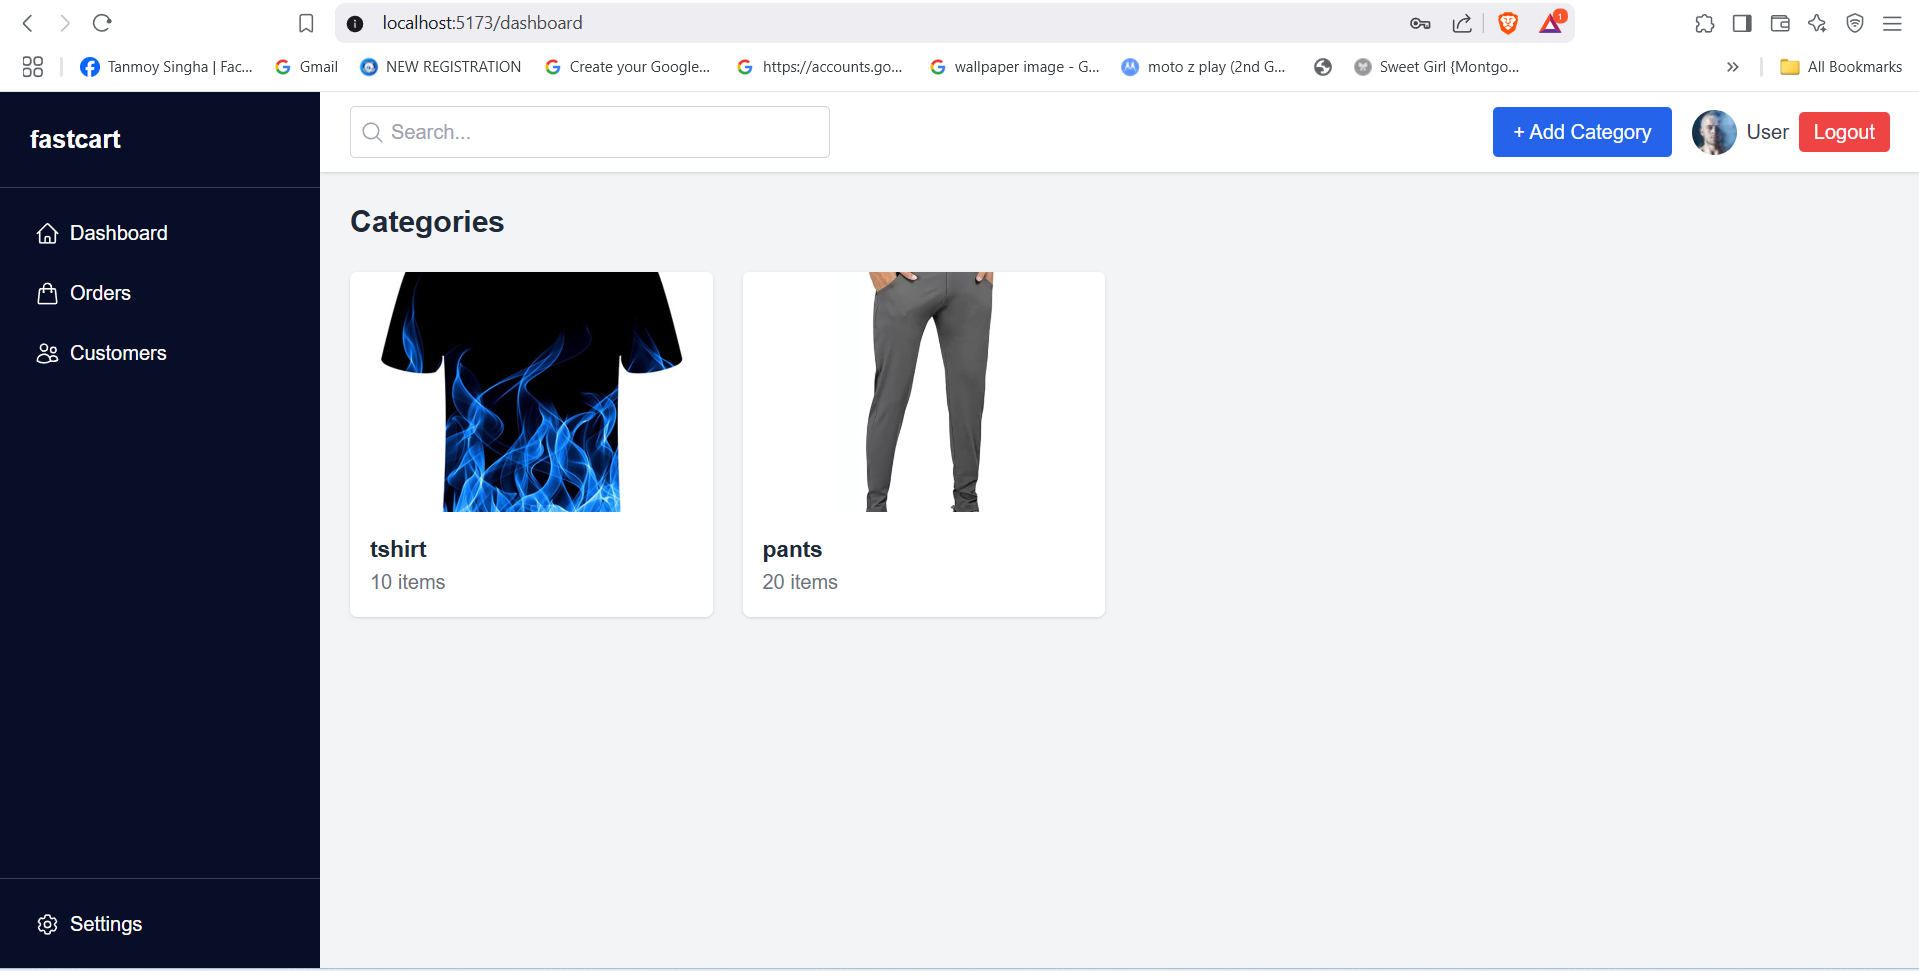 localhost:5173/dashboard
1
Tanmoy Singha | Fac...
Gmail
NEW REGISTRATION
Create your Google...
https://accounts.go...
wallpaper image - G...
moto z play (2nd G...
Sweet Girl {Montgo...
All Bookmarks
fastcart
Search...
+ Add Category
User
Logout
Dashboard
Orders
Customers
Settings
Categories
tshirt
10 items
pants
20 items